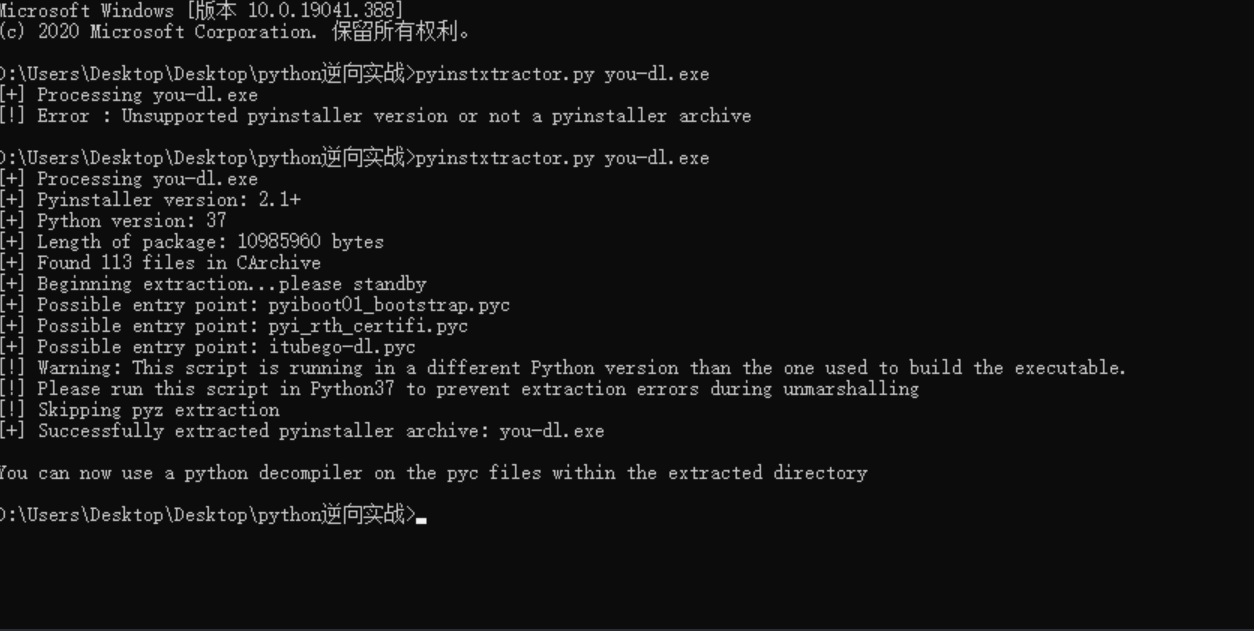 Microsoft Windows [版本 10.0.19041.388]
(c) 2020 Microsoft Corporation. 保留所有权利。
D:\Users\Desktop\Desktop\python逆向实战>pyinstxtractor.py you-dl.exe
[+] Processing you-dl.exe
[!] Error : Unsupported pyinstaller version or not a pyinstaller archive
D:\Users\Desktop\Desktop\python逆向实战>pyinstxtractor.py you-dl.exe
[+] Processing you-dl.exe
[+] Pyinstaller version: 2.1+
[+] Python version: 37
[+] Length of package: 10985960 bytes
[+] Found 113 files in CArchive
[+] Beginning extraction...please standby
[+] Possible entry point: pyiboot01_bootstrap.pyc
[+] Possible entry point: pyi_rth_certifi.pyc
[+] Possible entry point: itubego-dl.pyc
[!] Warning: This script is running in a different Python version than the one used to build the executable.
[!] Please run this script in Python37 to prevent extraction errors during unmarshalling
[!] Skipping pyz extraction
[+] Successfully extracted pyinstaller archive: you-dl.exe
You can now use a python decompiler on the pyc files within the extracted directory
D:\Users\Desktop\Desktop\python逆向实战>